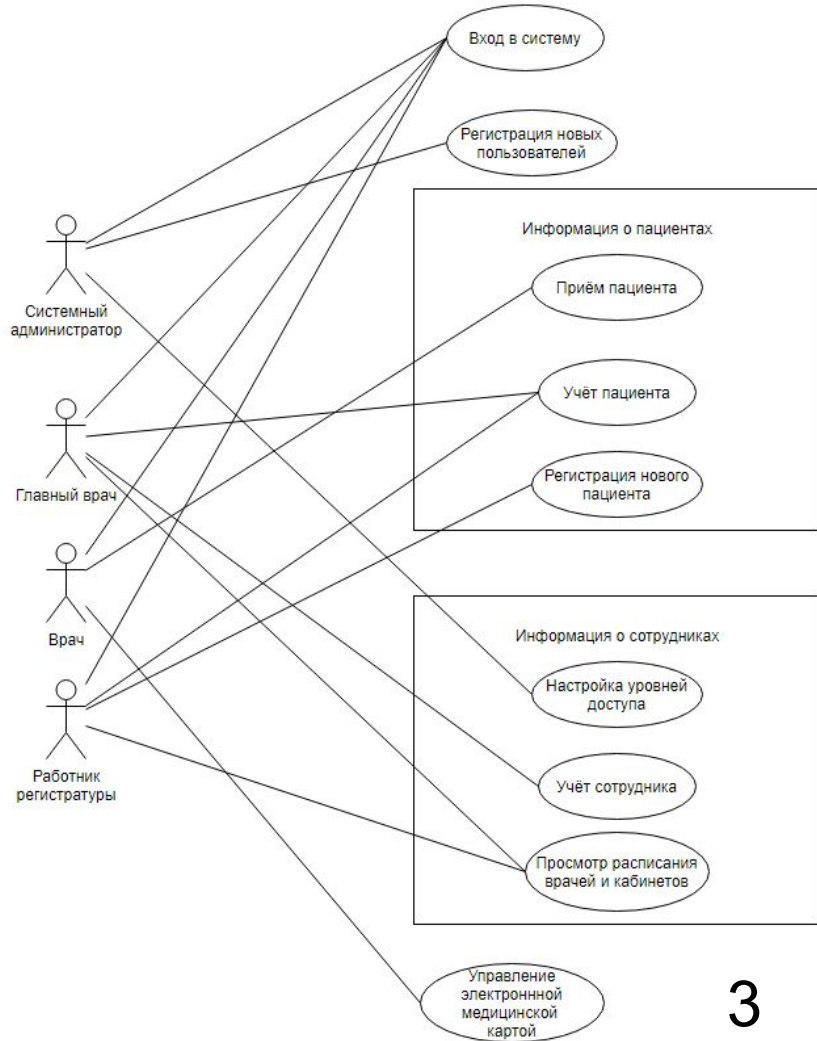 Вход в систему
Регистрация новых
пользователей
Информация о пациентах
Приём пациента
Системный
администратор
Учёт пациента
Главный врач
Регистрация нового
пациента
Врач
Информация о сотрудниках
Настройка уровней
доступа
Работник
регистратуры
Учёт сотрудника
Просмотр расписания
врачей и кабинетов
Управление
электроннной
медицинской
картой
3